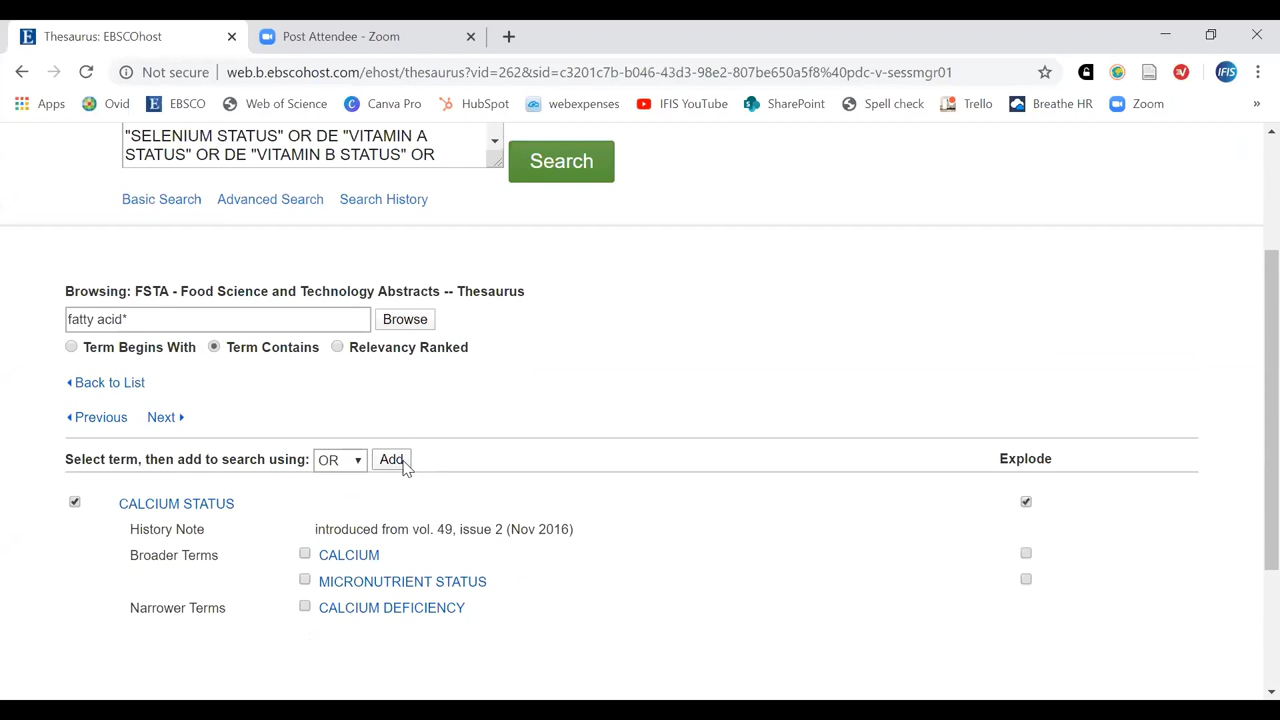 Thesaurus: EBSCOhost
Post Attendee - Zoom
Not secure
web.b.ebscohost.com/ehost/thesaurus?vid=262&sid=c3201c7b-b046-43d3-98e2-807be650a5f8%40pdc-v-sessmgr01
IFIS
Apps Ovid EBSCO Web of Science Canva Pro HubSpot webexpenses IFIS YouTube SharePoint Spell check Trello Breathe HR Zoom »
"SELENIUM STATUS" OR DE "VITAMIN A
STATUS" OR DE "VITAMIN B STATUS" OR
Search
Basic Search Advanced Search Search History
Browsing: FSTA - Food Science and Technology Abstracts -- Thesaurus
fatty acid* Browse
Term Begins With Term Contains Relevancy Ranked
Back to List
Previous Next
Select term, then add to search using: OR Add Explode
CALCIUM STATUS
History Note introduced from vol. 49, issue 2 (Nov 2016)
Broader Terms CALCIUM
MICRONUTRIENT STATUS
Narrower Terms CALCIUM DEFICIENCY